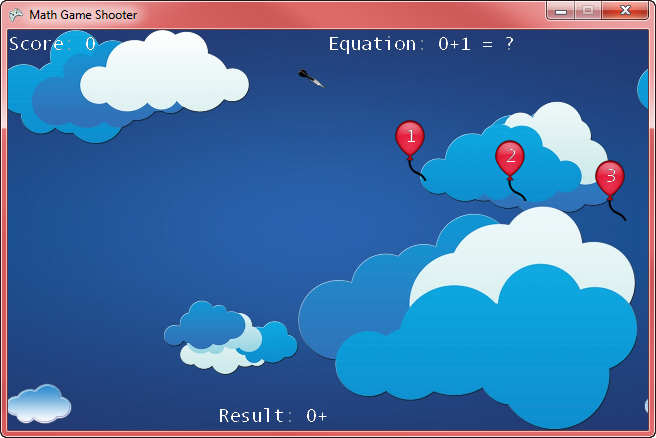 Math Game Shooter
Score: 0
Equation: 0+1 = ?
1
2
3
Result: 0+